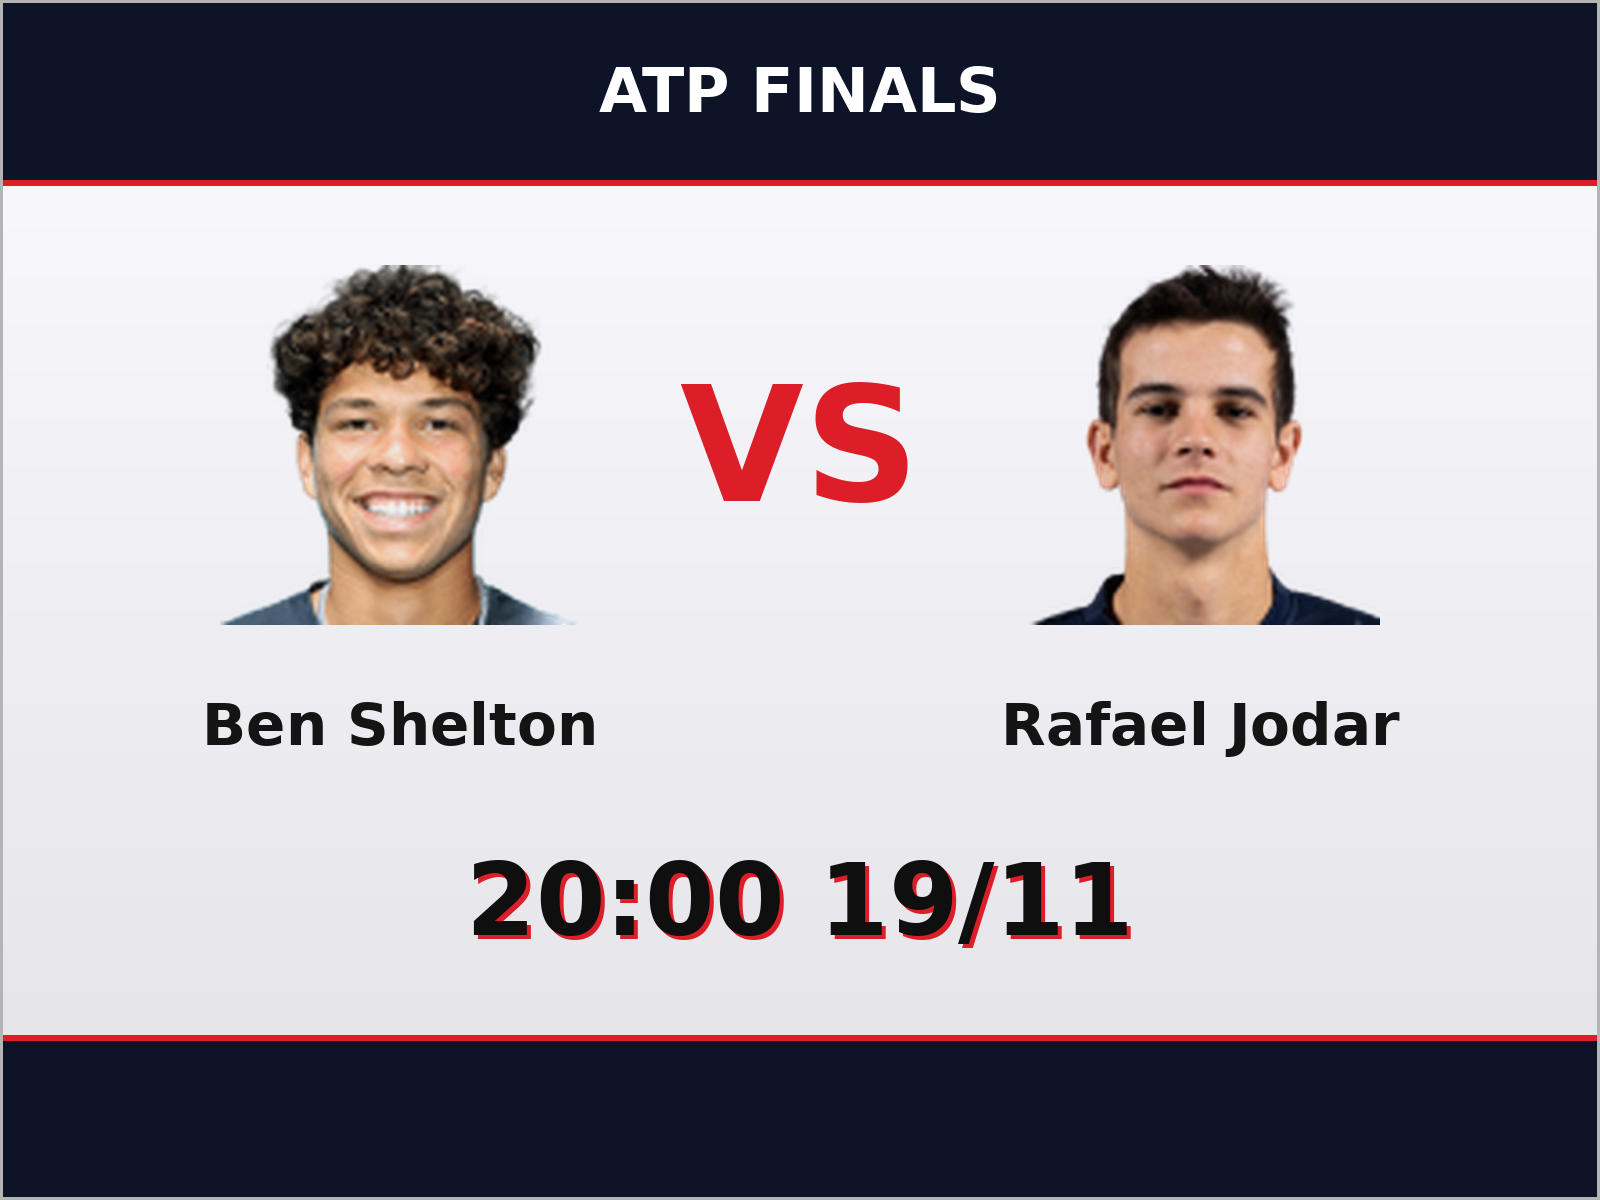 ATP FINALS
VS
Ben Shelton
Rafael Jodar
20:00 19/11